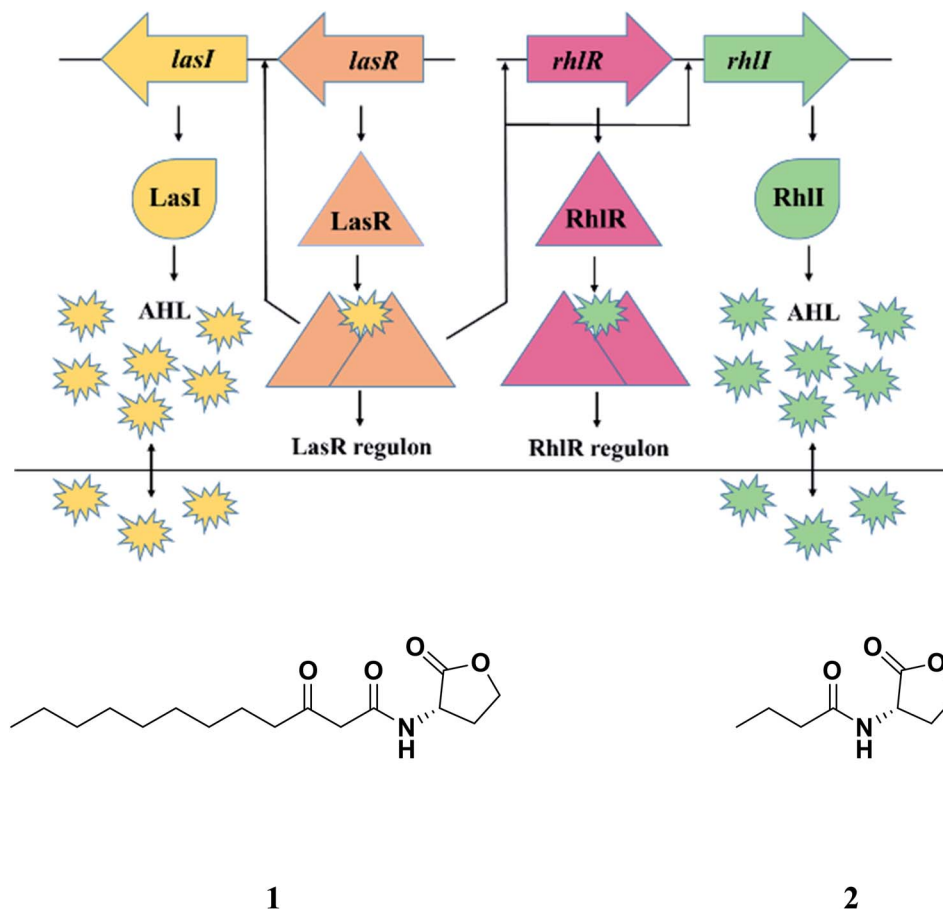 lasI lasR rhlR rhlI
LasI LasR RhlR RhlI
AHL AHL
LasR regulon RhlR regulon
O O O O N H
O O O N H
1 2